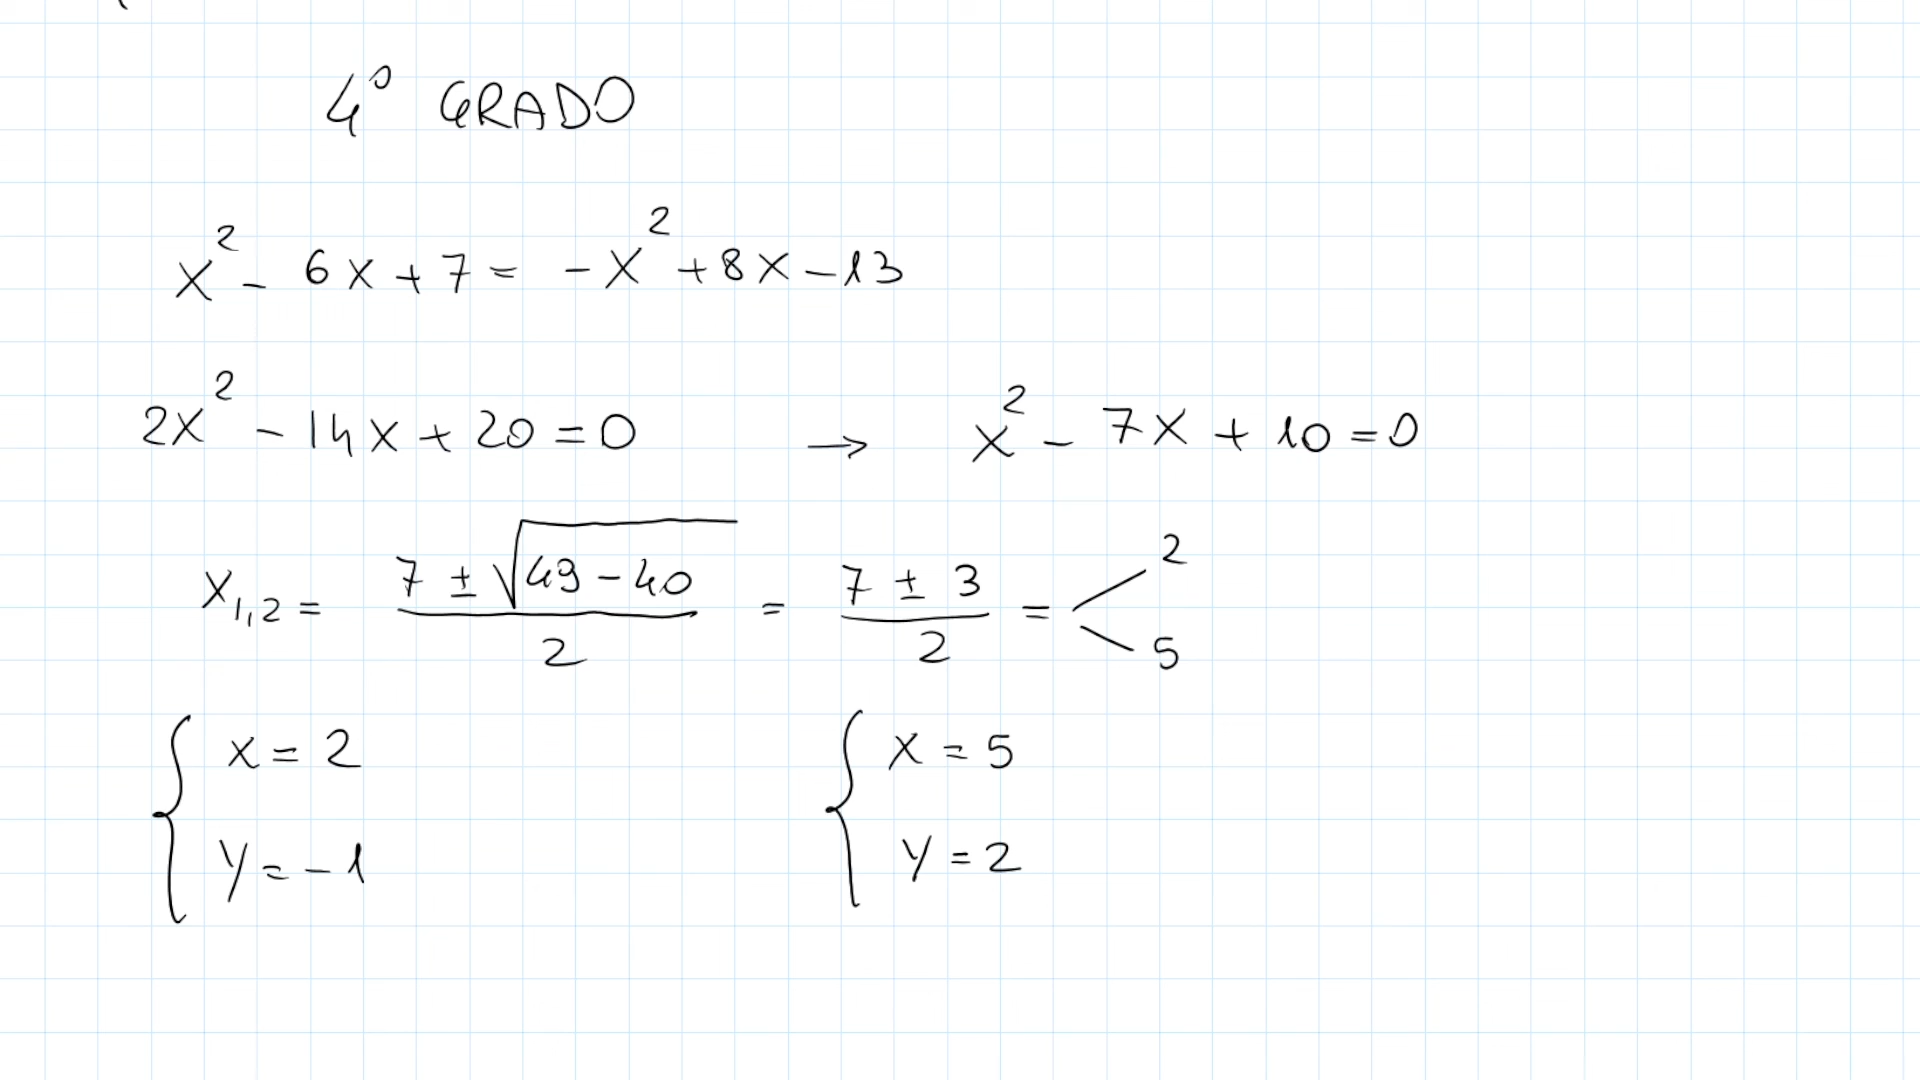 4° GRADO
x² - 6x + 7 = -x² + 8x - 13
2x² - 14x + 20 = 0 → x² - 7x + 10 = 0
x₁,₂ = (7 ± √(49 - 40))/2 = (7 ± 3)/2 = < 2 5
{ x = 2 { x = 5
y = -1 y = 2